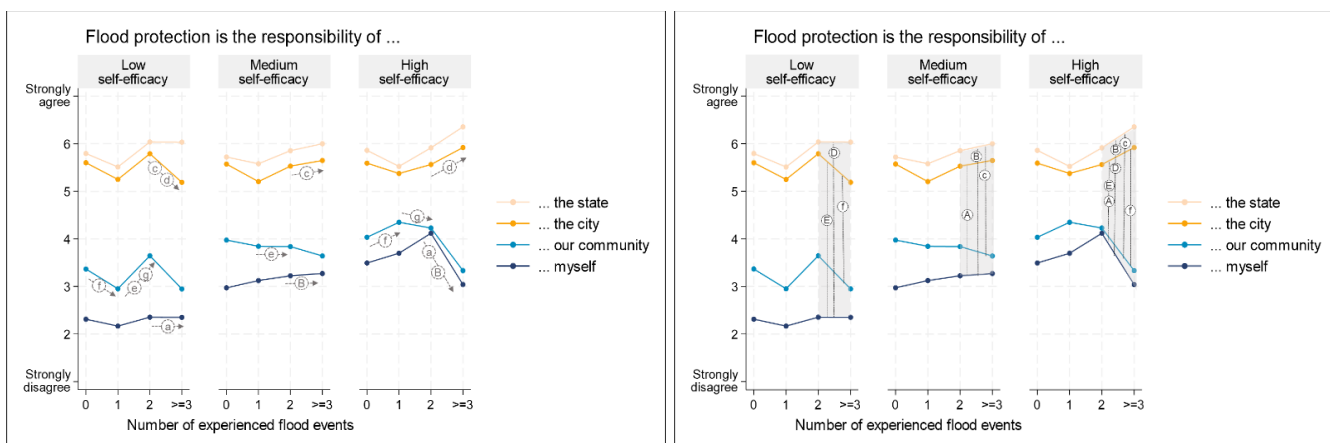 Flood protection is the responsibility of ...
Low
self-efficacy
Medium
self-efficacy
High
self-efficacy
Strongly
agree
6
5
4
3
2
Strongly
disagree
c
d
f
e
g
a
c
e
B
d
g
f
a
B
0 1 2 >=3
0 1 2 >=3
0 1 2 >=3
Number of experienced flood events
... the state
... the city
... our community
... myself
Flood protection is the responsibility of ...
Low
self-efficacy
Medium
self-efficacy
High
self-efficacy
Strongly
agree
6
5
4
3
2
Strongly
disagree
D
f
E
B
c
A
c
B
D
E
A
f
0 1 2 >=3
0 1 2 >=3
0 1 2 >=3
Number of experienced flood events
... the state
... the city
... our community
... myself